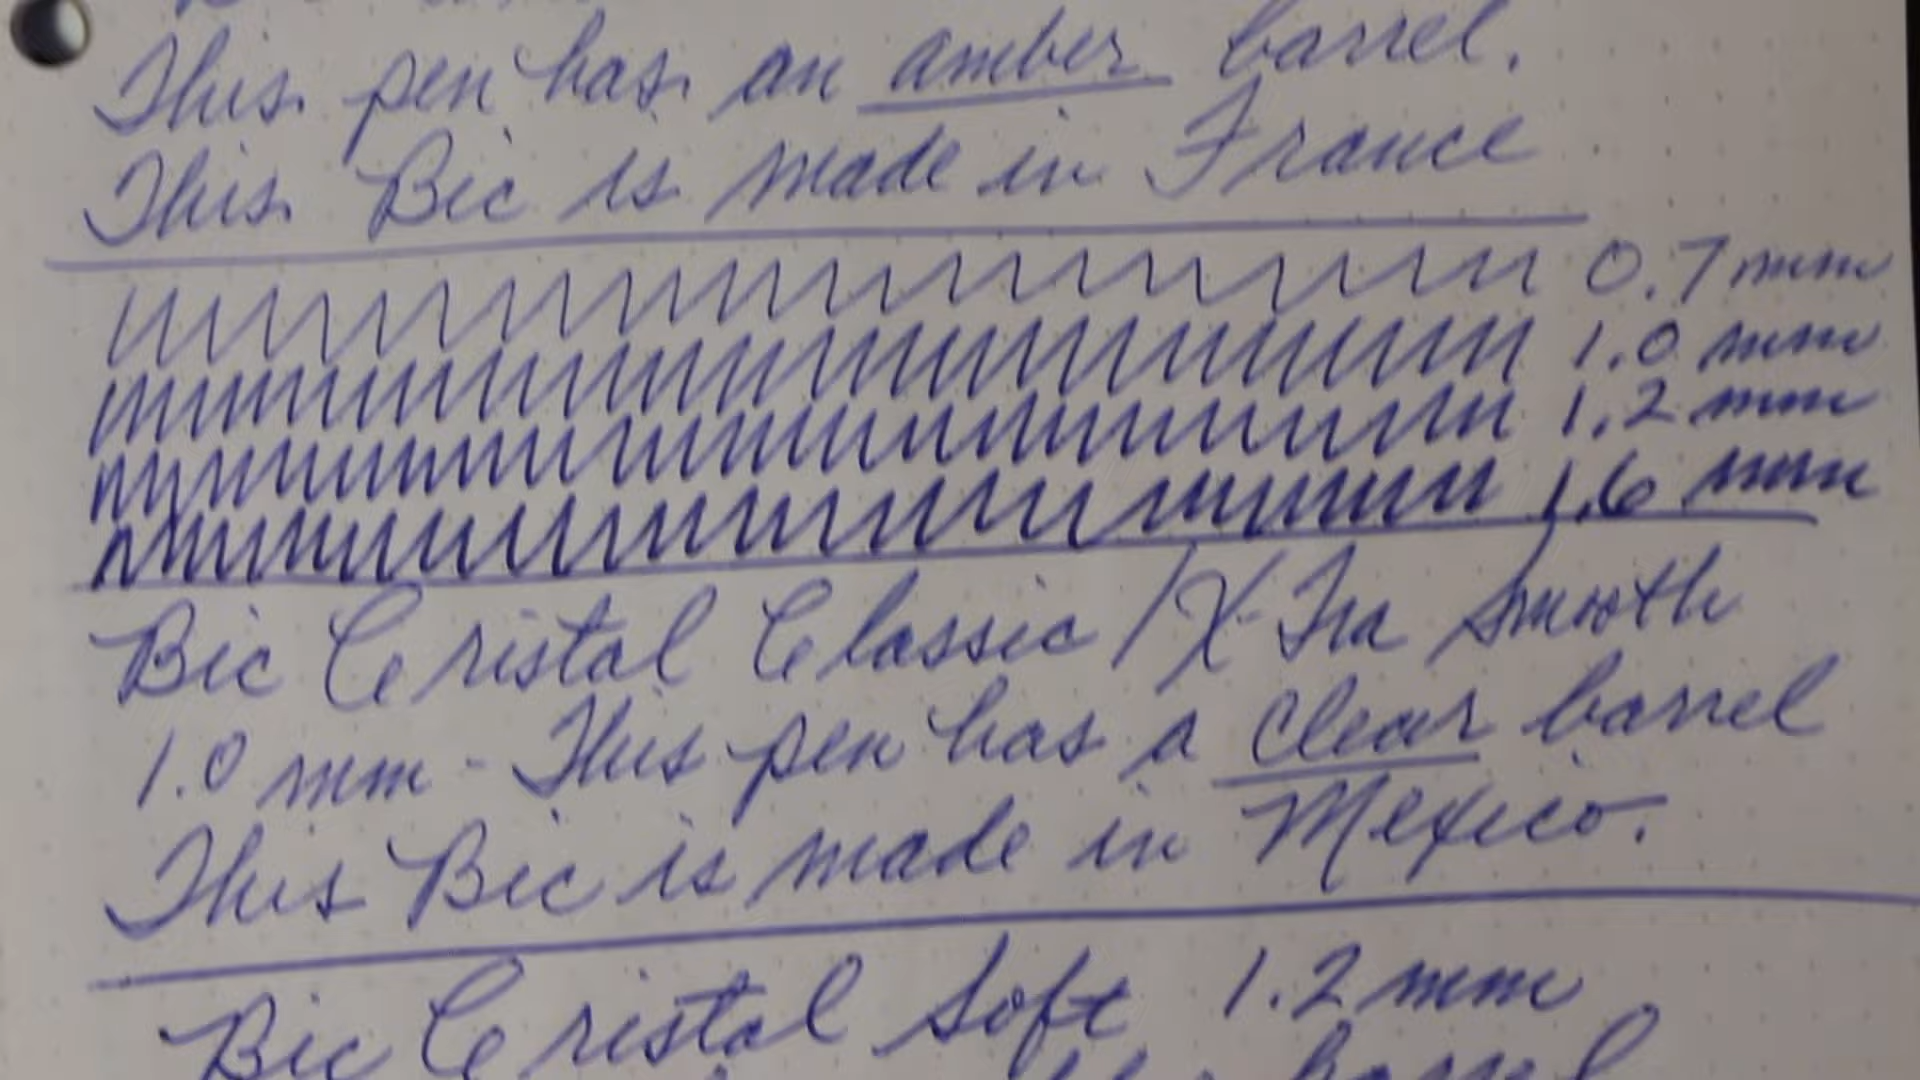 This pen has an amber barrel.
This Bic is made in France
0.7 mm
1.0 mm
1.2 mm
1.6 mm
Bic Cristal Classic / X-Tra Smooth
1.0 mm - This pen has a clear barrel
This Bic is made in Mexico.
Bic Cristal Soft 1.2 mm
barrel